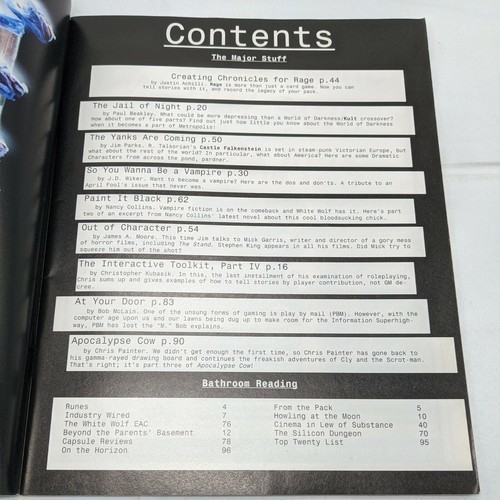 Contents
The Major Stuff
Creating Chronicles for Rage p.44
by Justin Achilli. Rage is more than just a card game. Now you can
tell stories with it, and record the legacy of your pack.
The Jail of Night p.20
by Paul Beakley. What could be more depressing than a World of Darkness/Kult crossover?
How about one of five parts? Find out just how little you know about the World of Darkness
when it becomes a part of Metropolis!
The Yanks Are Coming p.50
by Jim Parks. R. Talsorian's Castle Falkenstein is set in steam-punk Victorian Europe, but
what about the rest of the world? In particular, what about America? Here are some Dramatic
Characters from across the pond, pardner.
So You Wanna Be a Vampire p.30
by J.D. Wiker. Want to become a vampire? Here are the dos and don'ts. A tribute to an
April Fool's issue that never was.
Paint It Black p.62
by Nancy Collins. Vampire fiction is on the comeback and White Wolf has it. Here's part
two of an excerpt from Nancy Collins' latest novel about this cool bloodsucking chick.
Out of Character p.54
by James A. Moore. This time Jim talks to Mick Garris, writer and director of a gory mess
of horror films, including The Stand. Stephen King appears in all his films. Did Mick try to
squeeze him out of the shot?
The Interactive Toolkit, Part IV p.16
by Christopher Kubasik. In this, the last installment of his examination of roleplaying,
Chris sums up and gives examples of how to tell stories by player contribution, not GM de-
cree.
At Your Door p.83
by Bob McLain. One of the unsung forms of gaming is play by mail (PBM). However, with the
computer age upon us and our lawns being dug up to make room for the Information Superhigh-
way, PBM has lost the "M." Bob explains.
Apocalypse Cow p.90
by Chris Painter. We didn't get enough the first time, so Chris Painter has gone back to
his gamma-rayed drawing board and continues the freakish adventures of Cly and the Scrot-man.
That's right; it's part three of Apocalypse Cow!
Bathroom Reading
Runes 4
Industry Wired 7
The White Wolf EAC 76
Beyond the Parents' Basement 12
Capsule Reviews 78
On the Horizon 96
From the Pack 5
Howling at the Moon 10
Cinema in Lew of Substance 40
The Silicon Dungeon 70
Top Twenty List 95